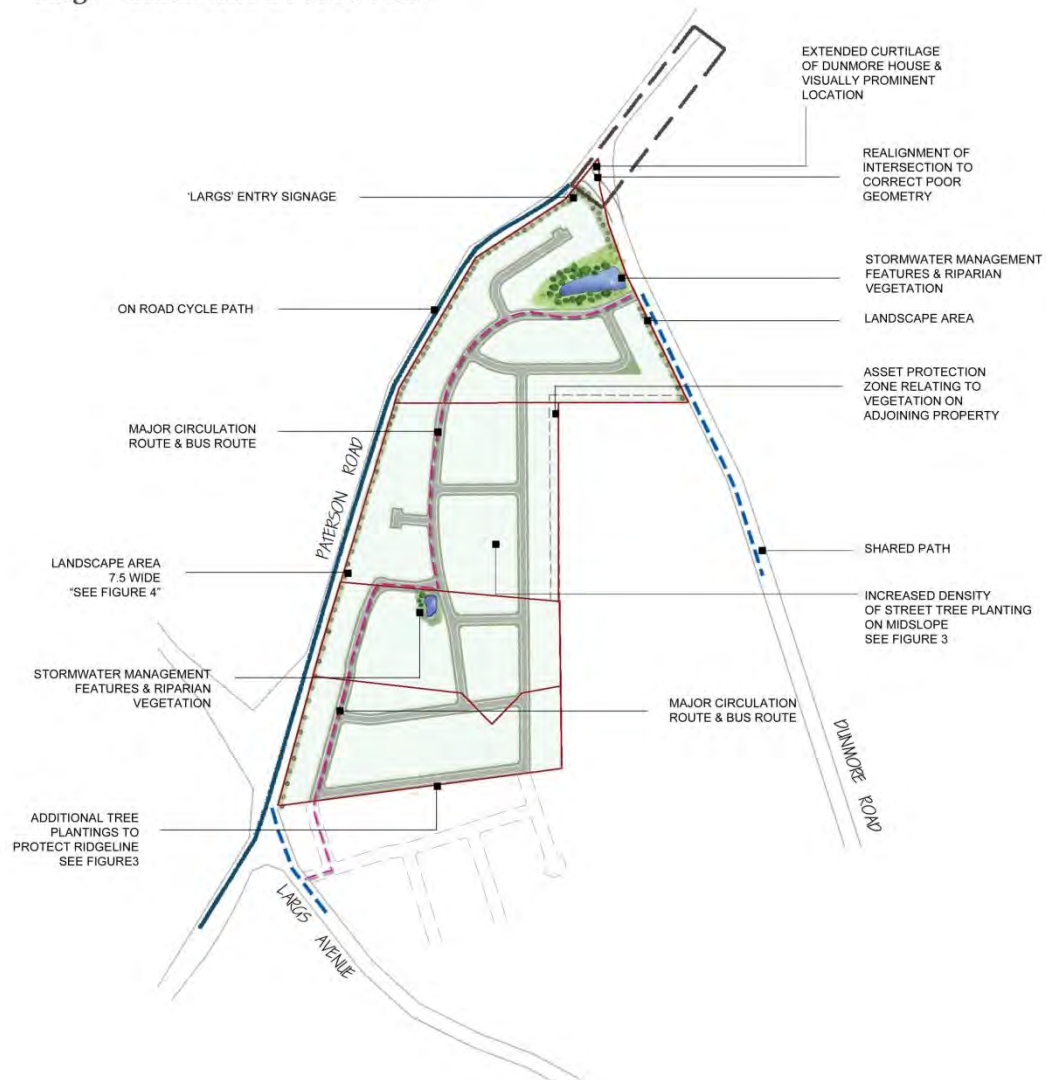 EXTENDED CURTILAGE
OF DUNMORE HOUSE &
VISUALLY PROMINENT
LOCATION
REALIGNMENT OF
INTERSECTION TO
CORRECT POOR
GEOMETRY
'LARGS' ENTRY SIGNAGE
STORMWATER MANAGEMENT
FEATURES & RIPARIAN
VEGETATION
ON ROAD CYCLE PATH
LANDSCAPE AREA
ASSET PROTECTION
ZONE RELATING TO
VEGETATION ON
ADJOINING PROPERTY
MAJOR CIRCULATION
ROUTE & BUS ROUTE
PATERSON ROAD
LANDSCAPE AREA
7.5 WIDE
"SEE FIGURE 4"
SHARED PATH
INCREASED DENSITY
OF STREET TREE PLANTING
ON MIDSLOPE
SEE FIGURE 3
STORMWATER MANAGEMENT
FEATURES & RIPARIAN
VEGETATION
MAJOR CIRCULATION
ROUTE & BUS ROUTE
DUNMORE ROAD
ADDITIONAL TREE
PLANTINGS TO
PROTECT RIDGELINE
SEE FIGURE3
LARGS AVENUE